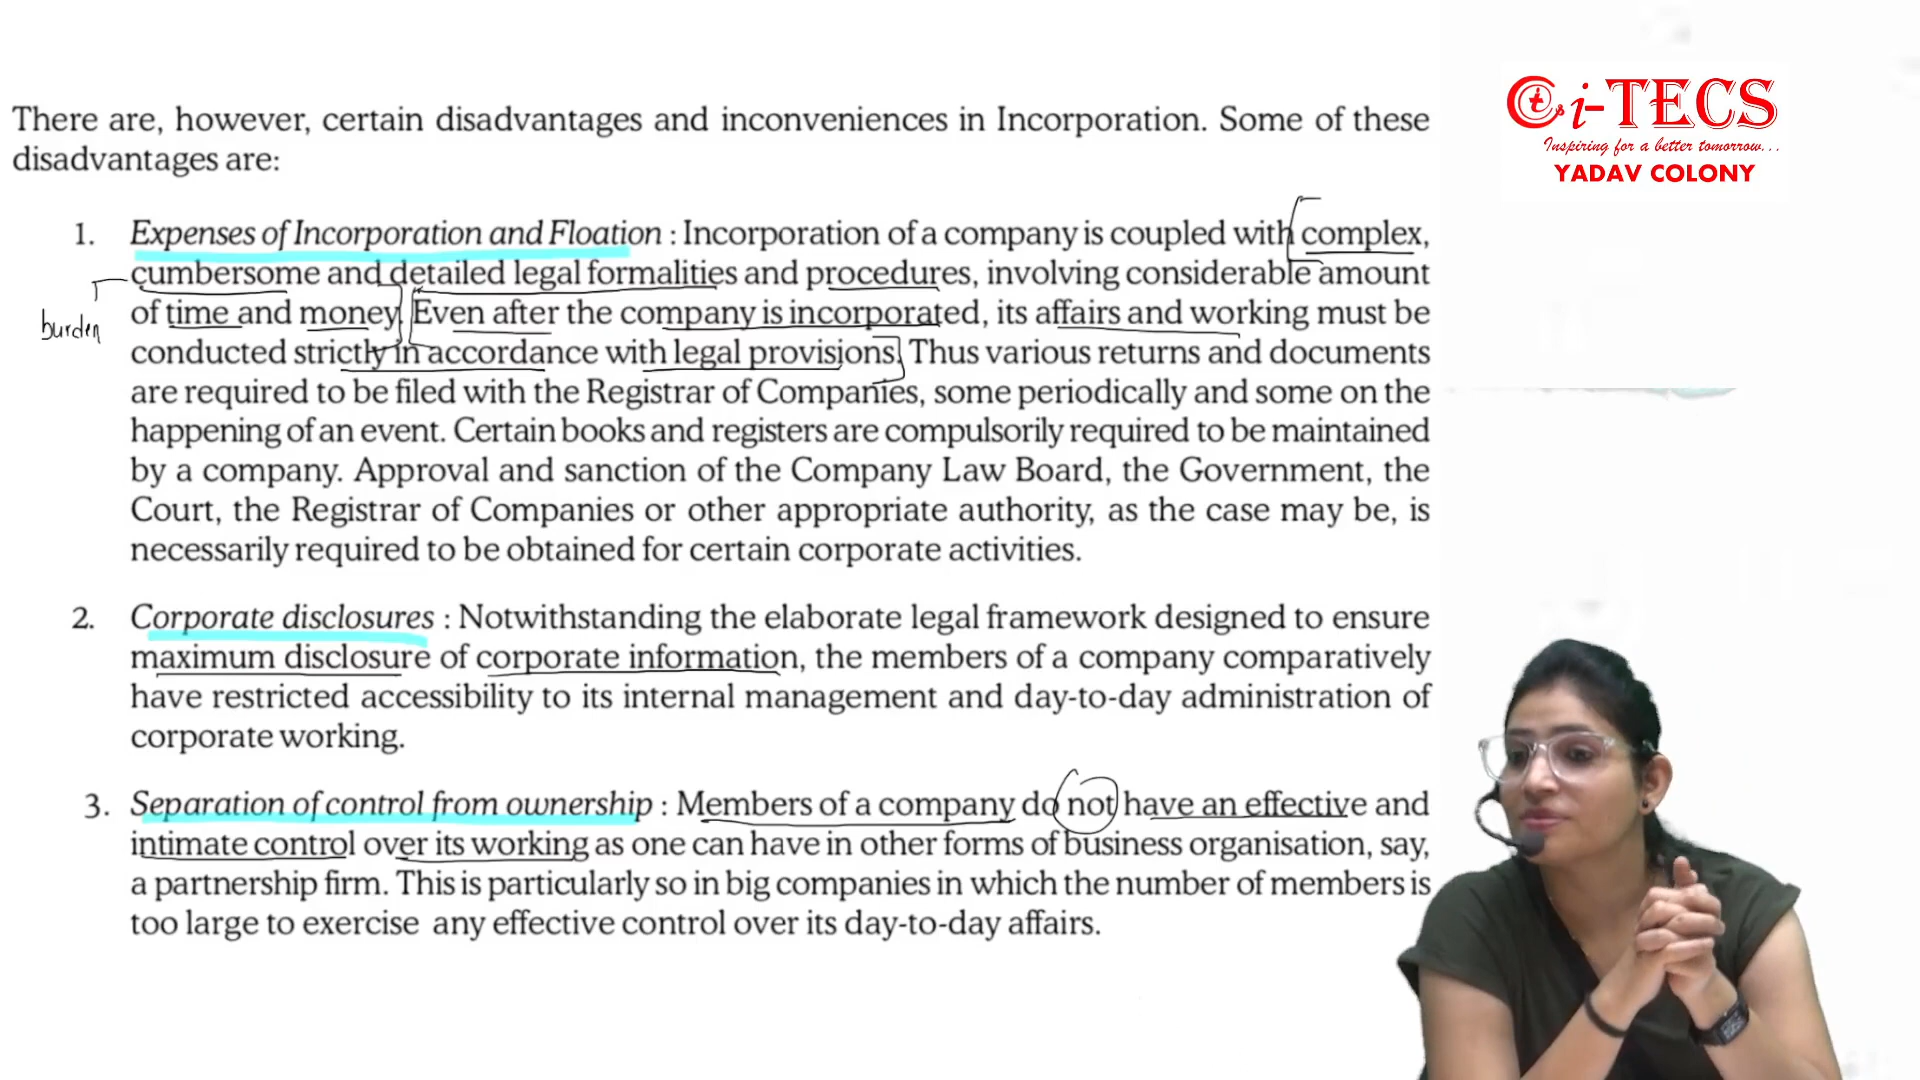 There are, however, certain disadvantages and inconveniences in Incorporation. Some of these
disadvantages are:
1. Expenses of Incorporation and Floation : Incorporation of a company is coupled with complex,
cumbersome and detailed legal formalities and procedures, involving considerable amount
of time and money. Even after the company is incorporated, its affairs and working must be
burden
conducted strictly in accordance with legal provisions. Thus various returns and documents
are required to be filed with the Registrar of Companies, some periodically and some on the
happening of an event. Certain books and registers are compulsorily required to be maintained
by a company. Approval and sanction of the Company Law Board, the Government, the
Court, the Registrar of Companies or other appropriate authority, as the case may be, is
necessarily required to be obtained for certain corporate activities.
2. Corporate disclosures : Notwithstanding the elaborate legal framework designed to ensure
maximum disclosure of corporate information, the members of a company comparatively
have restricted accessibility to its internal management and day-to-day administration of
corporate working.
3. Separation of control from ownership : Members of a company do not have an effective and
intimate control over its working as one can have in other forms of business organisation, say,
a partnership firm. This is particularly so in big companies in which the number of members is
too large to exercise any effective control over its day-to-day affairs.
i-TECS
Inspiring for a better tomorrow...
YADAV COLONY